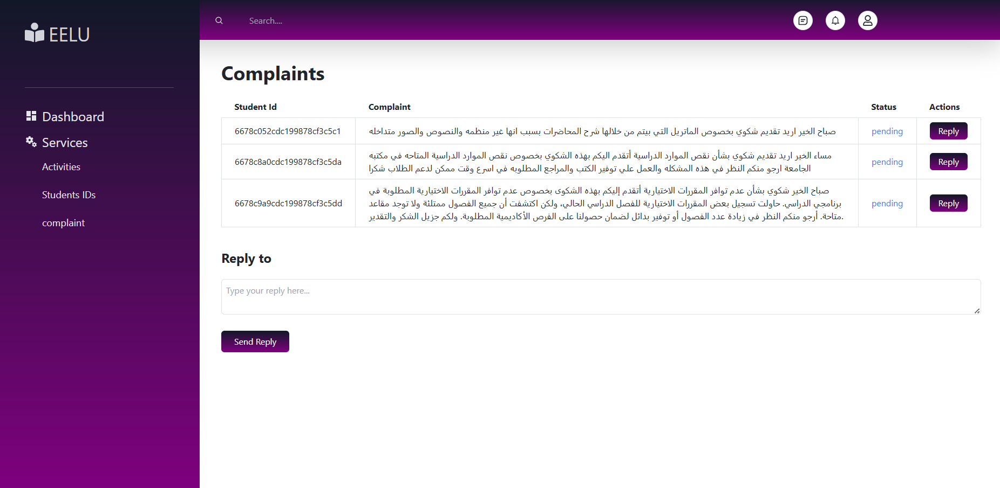 EELU
Search....
Dashboard
Services
Activities
Students IDs
complaint
Complaints
Student Id Complaint Status Actions
6678c052cdc199878cf3c5c1 صباح الخير اريد تقديم شكوي بخصوص الماتريل التي بيتم من خلالها شرح المحاضرات بسبب انها غير منظمه والنصوص والصور متداخله pending Reply
6678c8a0cdc199878cf3c5da مساء الخير اريد تقديم شكوي بشأن نقص الموارد الدراسية أتقدم اليكم بهذه الشكوي بخصوص نقص الموارد الدراسية المتاحه في مكتبه
الجامعة ارجو منكم النظر في هذه المشكله والعمل علي توفير الكتب والمراجع المطلوبه في اسرع وقت ممكن لدعم الطلاب شكرا pending Reply
6678c9a9cdc199878cf3c5dd صباح الخير شكوي بشأن عدم توافر المقررات الاختيارية أتقدم إليكم بهذه الشكوى بخصوص عدم توافر المقررات الاختيارية المطلوبة في
برنامجي الدراسي. حاولت تسجيل بعض المقررات الاختيارية للفصل الدراسي الحالي، ولكن اكتشفت أن جميع الفصول ممتلئة ولا توجد مقاعد
متاحة. أرجو منكم النظر في زيادة عدد الفصول أو توفير بدائل لضمان حصولنا على الفرص الأكاديمية المطلوبة. ولكم جزيل الشكر والتقدير. pending Reply
Reply to
Type your reply here...
Send Reply